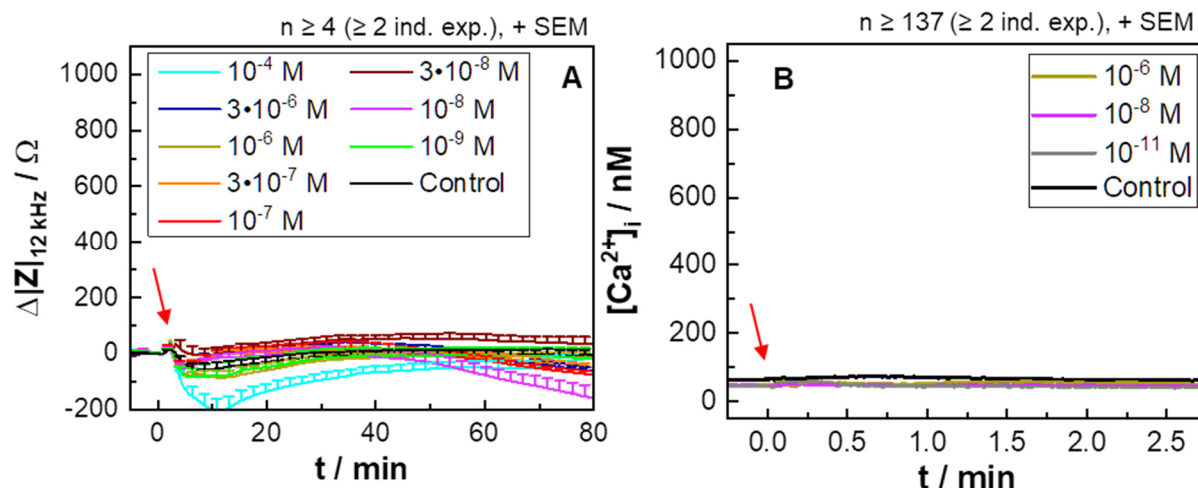 n ≥ 4 (≥ 2 ind. exp.), + SEM
A
10⁻⁴ M
3•10⁻⁶ M
10⁻⁶ M
3•10⁻⁷ M
10⁻⁷ M
3•10⁻⁸ M
10⁻⁸ M
10⁻⁹ M
Control
Δ|Z|₁₂ kHz / Ω
1000
800
600
400
200
0
-200
0 20 40 60 80
t / min
n ≥ 137 (≥ 2 ind. exp.), + SEM
B
10⁻⁶ M
10⁻⁸ M
10⁻¹¹ M
Control
[Ca²⁺]ᵢ / nM
1000
800
600
400
200
0
0.0 0.5 1.0 1.5 2.0 2.5
t / min